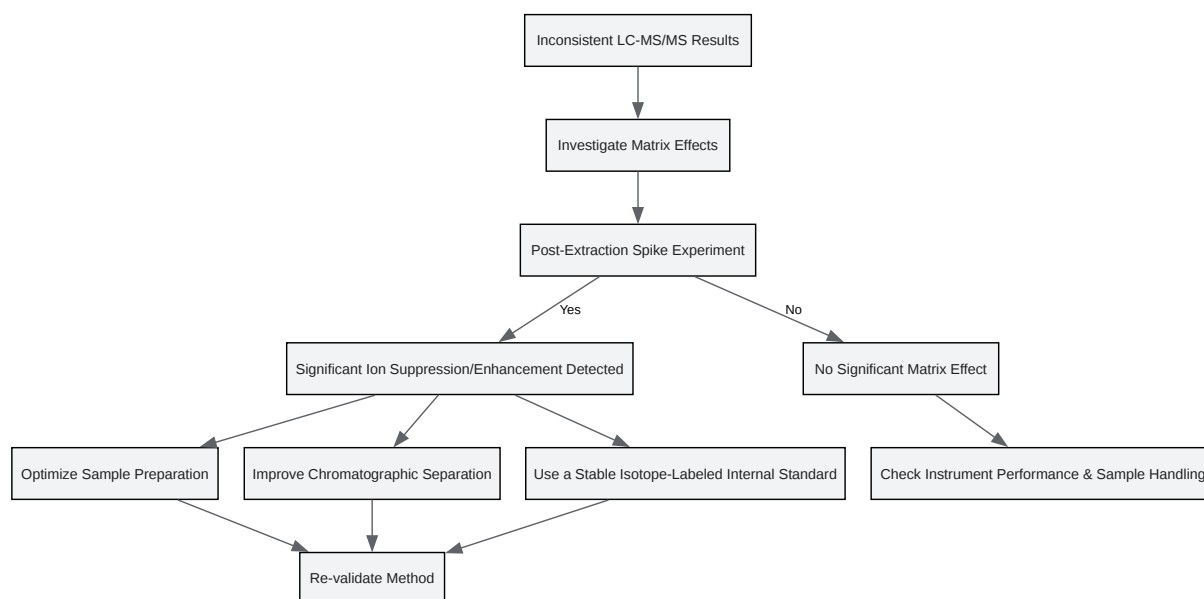 Inconsistent LC-MS/MS Results
Investigate Matrix Effects
Post-Extraction Spike Experiment
Yes
No
Significant Ion Suppression/Enhancement Detected
No Significant Matrix Effect
Optimize Sample Preparation
Improve Chromatographic Separation
Use a Stable Isotope-Labeled Internal Standard
Check Instrument Performance & Sample Handling
Re-validate Method